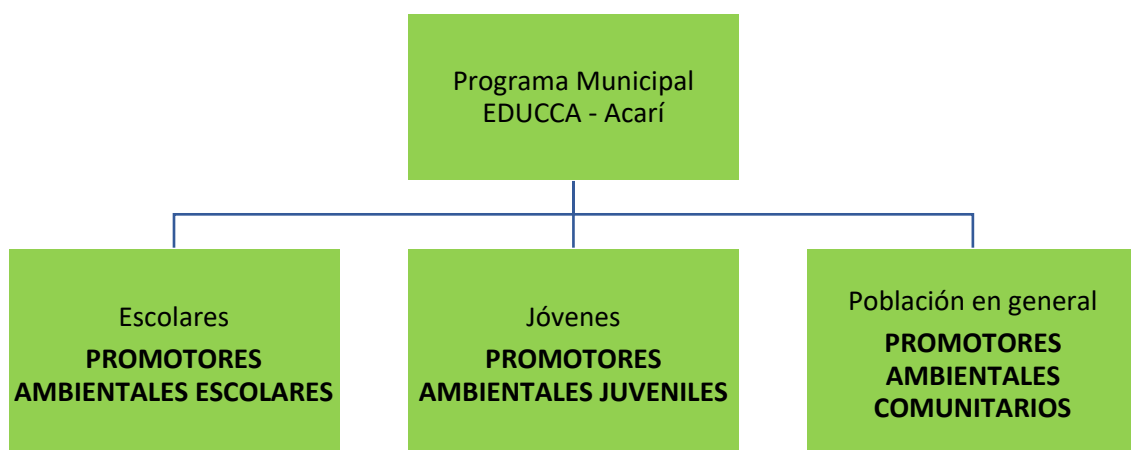 Programa Municipal
EDUCCA - Acarí
Escolares
PROMOTORES
AMBIENTALES ESCOLARES
Jóvenes
PROMOTORES
AMBIENTALES JUVENILES
Población en general
PROMOTORES
AMBIENTALES
COMUNITARIOS